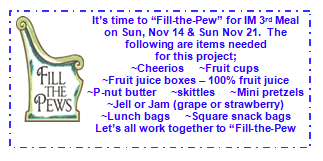 It's time to "Fill-the-Pew" for IM 3rd Meal
on Sun, Nov 14 & Sun Nov 21. The
following are items needed
for this project;
~Cheerios ~Fruit cups
~Fruit juice boxes – 100% fruit juice
~P-nut butter ~skittles ~Mini pretzels
~Jell or Jam (grape or strawberry)
~Lunch bags ~Square snack bags
Let's all work together to "Fill-the-Pew
FILL
THE
PEWS